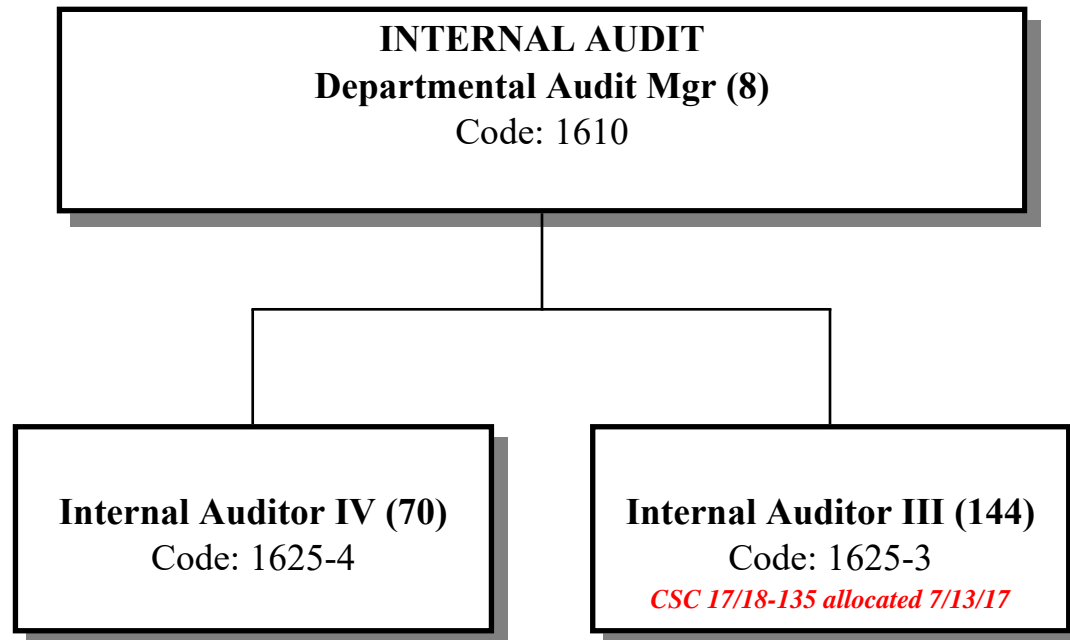 INTERNAL AUDIT
Departmental Audit Mgr (8)
Code: 1610
Internal Auditor IV (70)
Code: 1625-4
Internal Auditor III (144)
Code: 1625-3
CSC 17/18-135 allocated 7/13/17